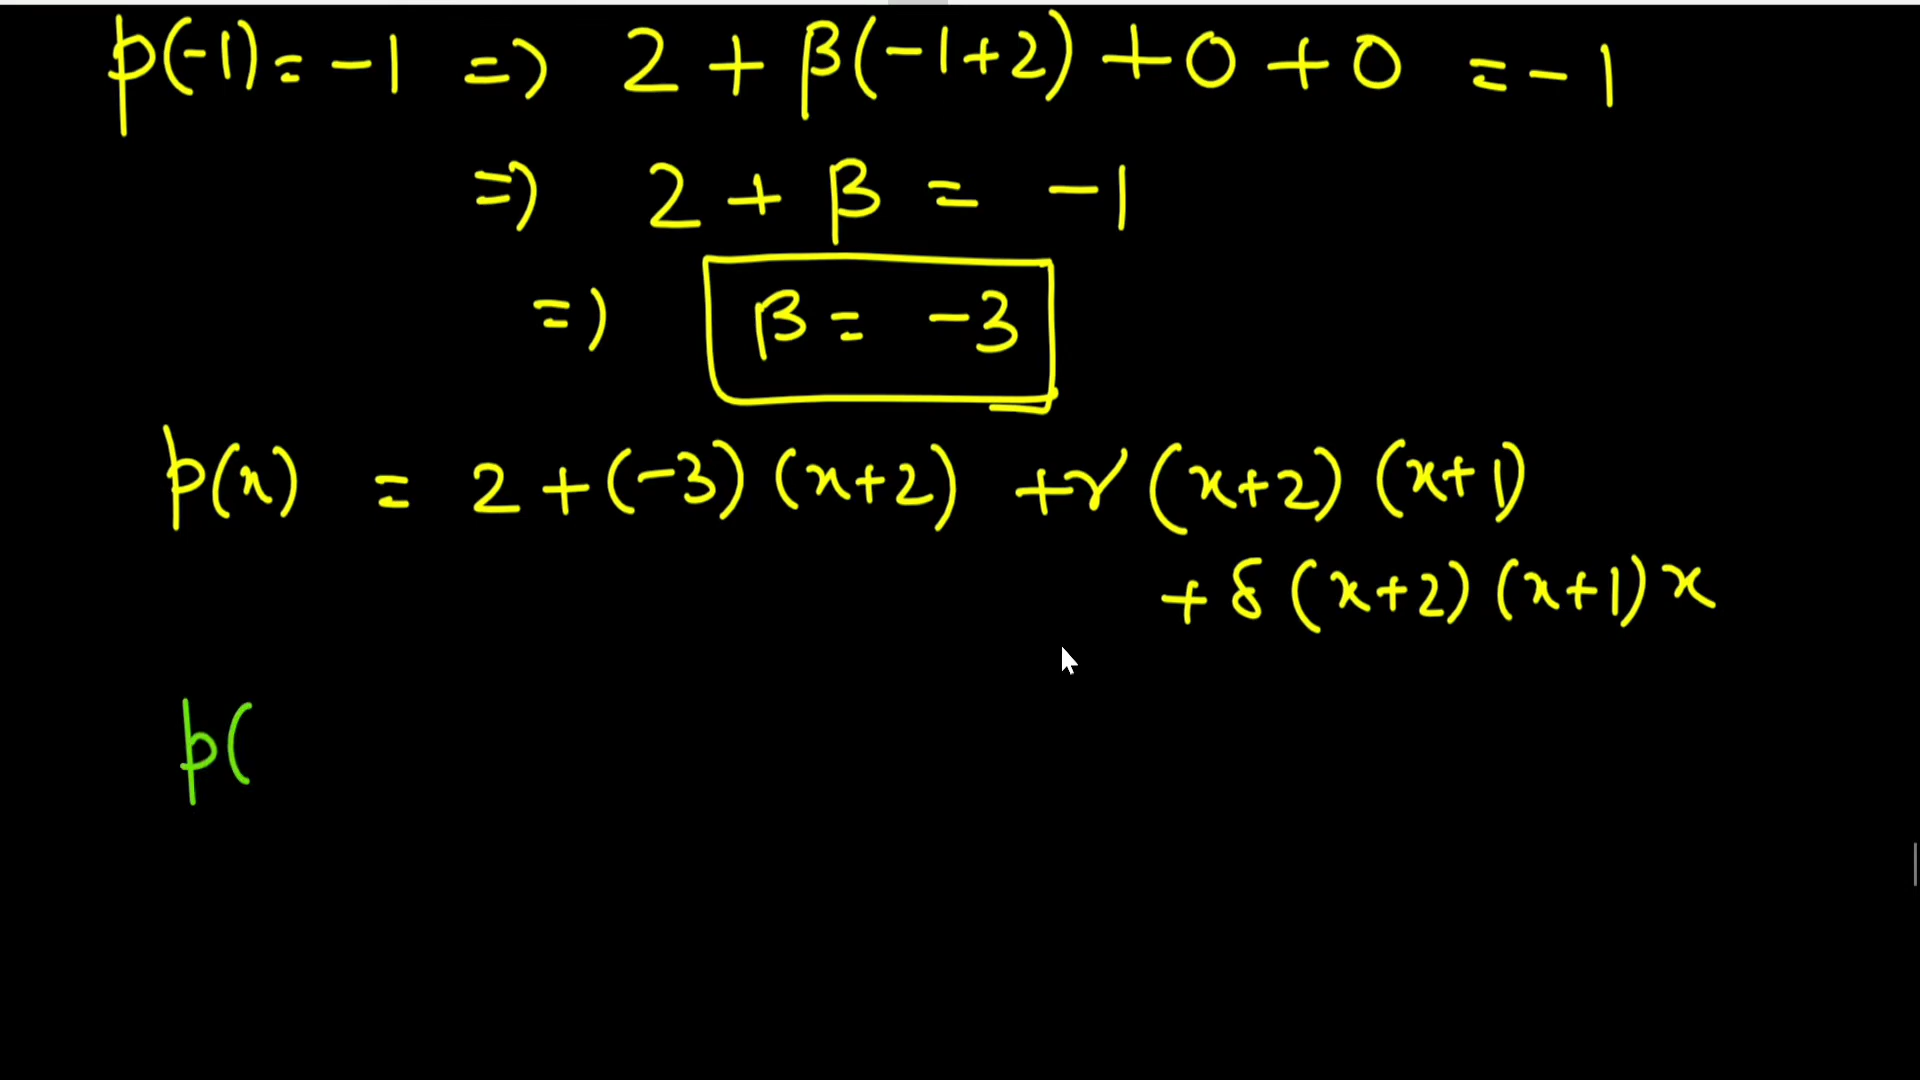 p(-1) = -1 => 2 + β(-1+2) + 0 + 0 = -1
=> 2 + β = -1
=> β = -3
p(x) = 2 + (-3) (x+2) + γ (x+2) (x+1)
+ δ (x+2) (x+1) x
p(